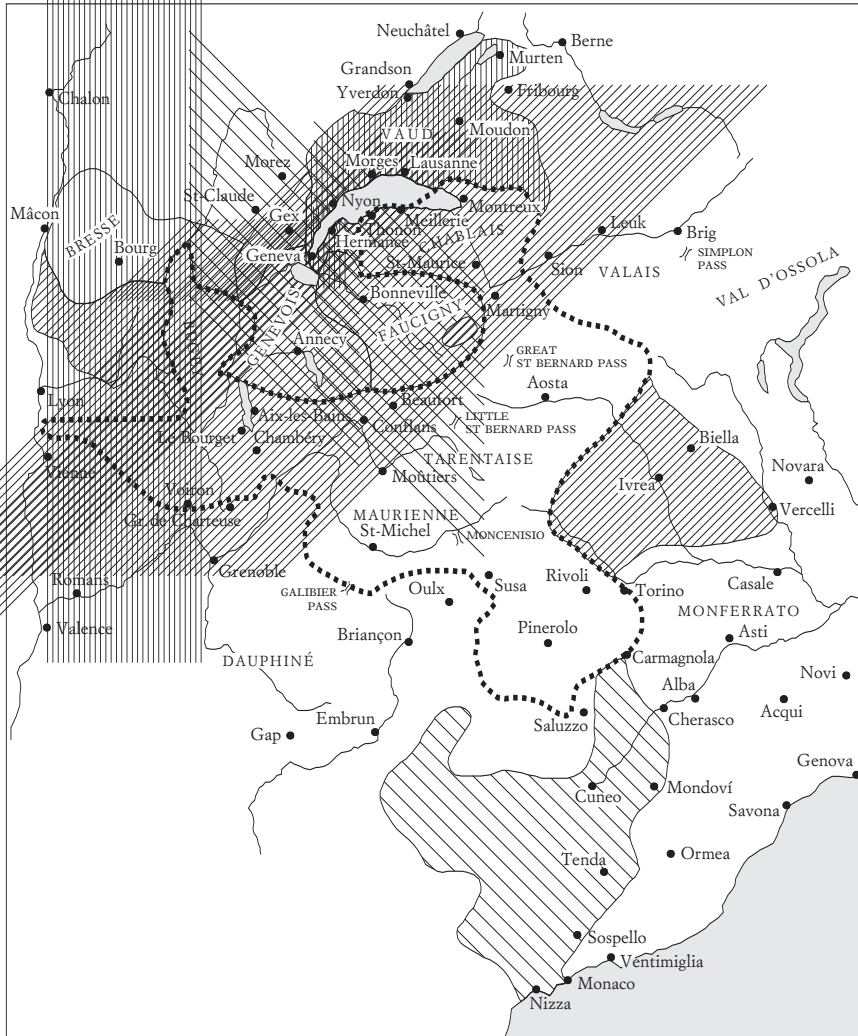 Neuchâtel
Berne
Murten
Grandson
Yverdon
Chalon
Fribourg
VAUD
Moudon
Morez
Morges
Lausanne
St-Claude
Nyon
Montreux
Mâcon
Gex
Thonon
Meillerie
Leuk
Brig
BRESSE
Hermance
CHABLAIS
Bourg
Geneva
St-Maurice
Sion
VALAIS
SIMPLON
PASS
VAL D'OSSOLA
Bonneville
Martigny
GENEVOIS
FAUCIGNY
BUGEY
Annecy
GREAT
ST BERNARD PASS
Lyon
Beaufort
Aosta
Aix-les-Bains
Conflans
LITTLE
ST BERNARD PASS
Le Bourget
Chambéry
Biella
Vienne
TARENTAISE
Moûtiers
Ivrea
Novara
Voiron
Gr. de Charteuse
MAURIENNE
St-Michel
MONCENISIO
Vercelli
Grenoble
Romans
GALIBIER
PASS
Oulx
Susa
Rivoli
Torino
Casale
MONFERRATO
Valence
Briançon
Pinerolo
Asti
DAUPHINÉ
Carmagnola
Alba
Novi
Saluzzo
Cherasco
Acqui
Gap
Embrun
Genova
Cuneo
Mondoví
Savona
Tenda
Ormea
Sospello
Ventimiglia
Monaco
Nizza